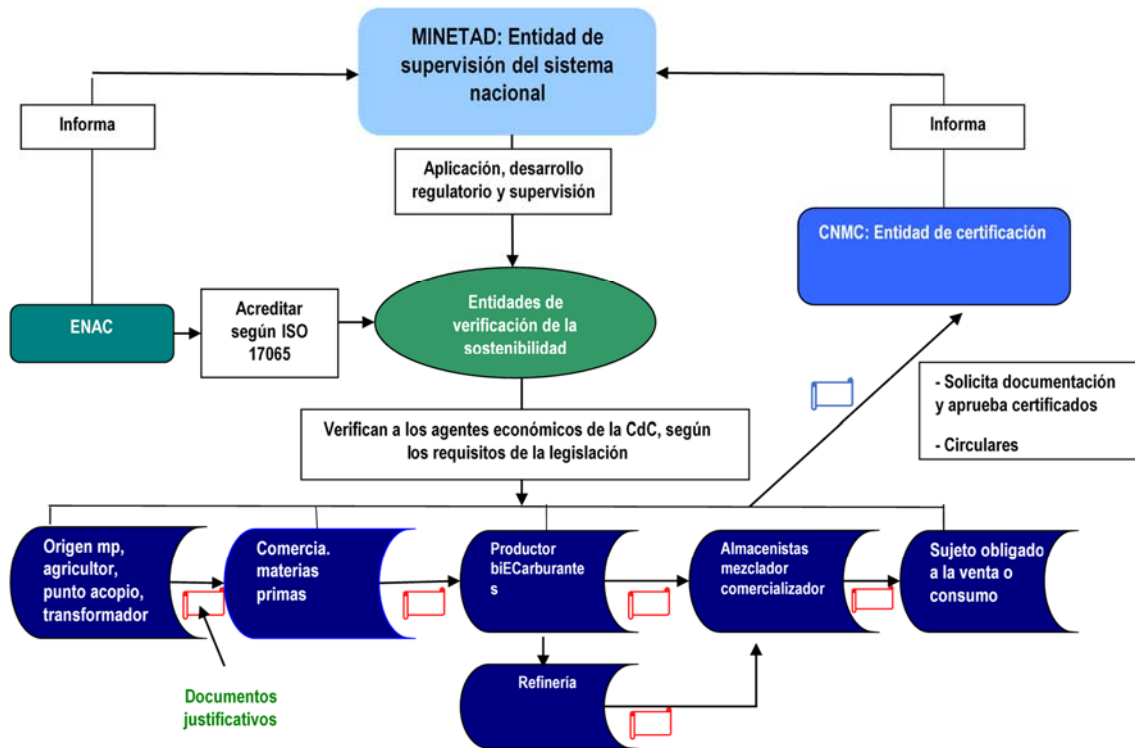 MINETAD: Entidad de
supervisión del sistema
nacional
Informa
Informa
Aplicación, desarrollo
regulatorio y supervisión
CNMC: Entidad de certificación
ENAC
Acreditar
según ISO
17065
Entidades de
verificación de la
sostenibilidad
- Solicita documentación
y aprueba certificados
- Circulares
Verifican a los agentes económicos de la CdC, según
los requisitos de la legislación
Origen mp,
agricultor,
punto acopio,
transformador
Comercia.
materias
primas
Productor
biECarburante
s
Almacenistas
mezclador
comercializador
Sujeto obligado
a la venta o
consumo
Refinería
Documentos
justificativos